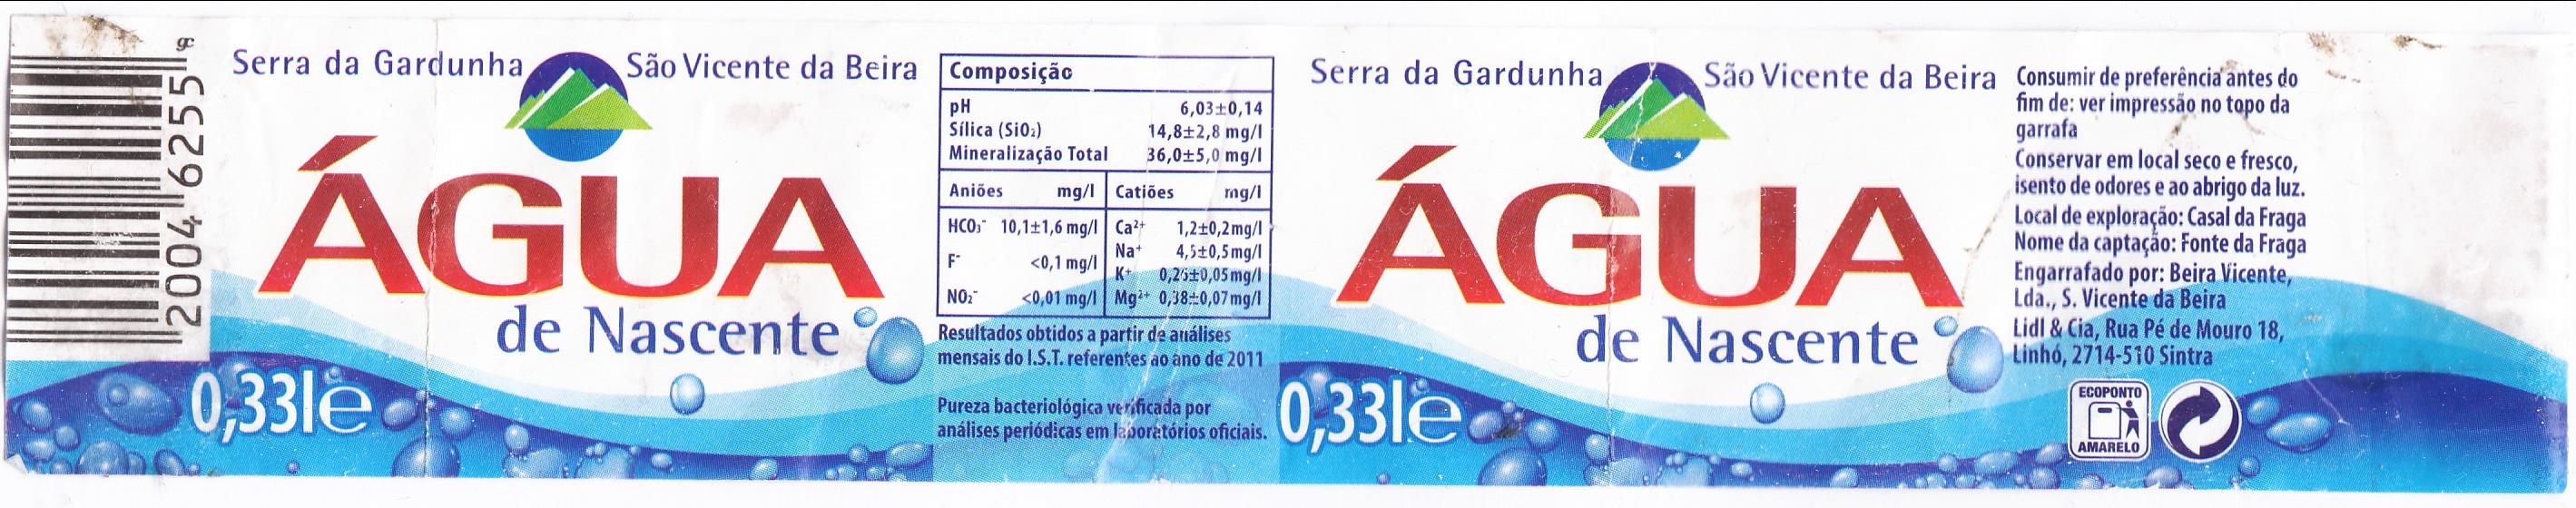 gc
2004 6255
Serra da Gardunha
São Vicente da Beira
ÁGUA
de Nascente
0,33l e
Composição
pH 6,03±0,14
Sílica (SiO₂) 14,8±2,8 mg/l
Mineralização Total 36,0±5,0 mg/l
Aniões mg/l Catiões mg/l
HCO₃⁻ 10,1±1,6 mg/l Ca²⁺ 1,2±0,2mg/l
F⁻ <0,1 mg/l Na⁺ 4,5±0,5mg/l
K⁺ 0,26±0,05mg/l
NO₂⁻ <0,01 mg/l Mg²⁺ 0,38±0,07mg/l
Resultados obtidos a partir de análises
mensais do I.S.T. referentes ao ano de 2011
Pureza bacteriológica verificada por
análises periódicas em laboratórios oficiais.
Serra da Gardunha
São Vicente da Beira
ÁGUA
de Nascente
0,33l e
Consumir de preferência antes do
fim de: ver impressão no topo da
garrafa
Conservar em local seco e fresco,
isento de odores e ao abrigo da luz.
Local de exploração: Casal da Fraga
Nome da captação: Fonte da Fraga
Engarrafado por: Beira Vicente,
Lda., S. Vicente da Beira
Lidl & Cia, Rua Pé de Mouro 18,
Linhó, 2714-510 Sintra
ECOPONTO
AMARELO